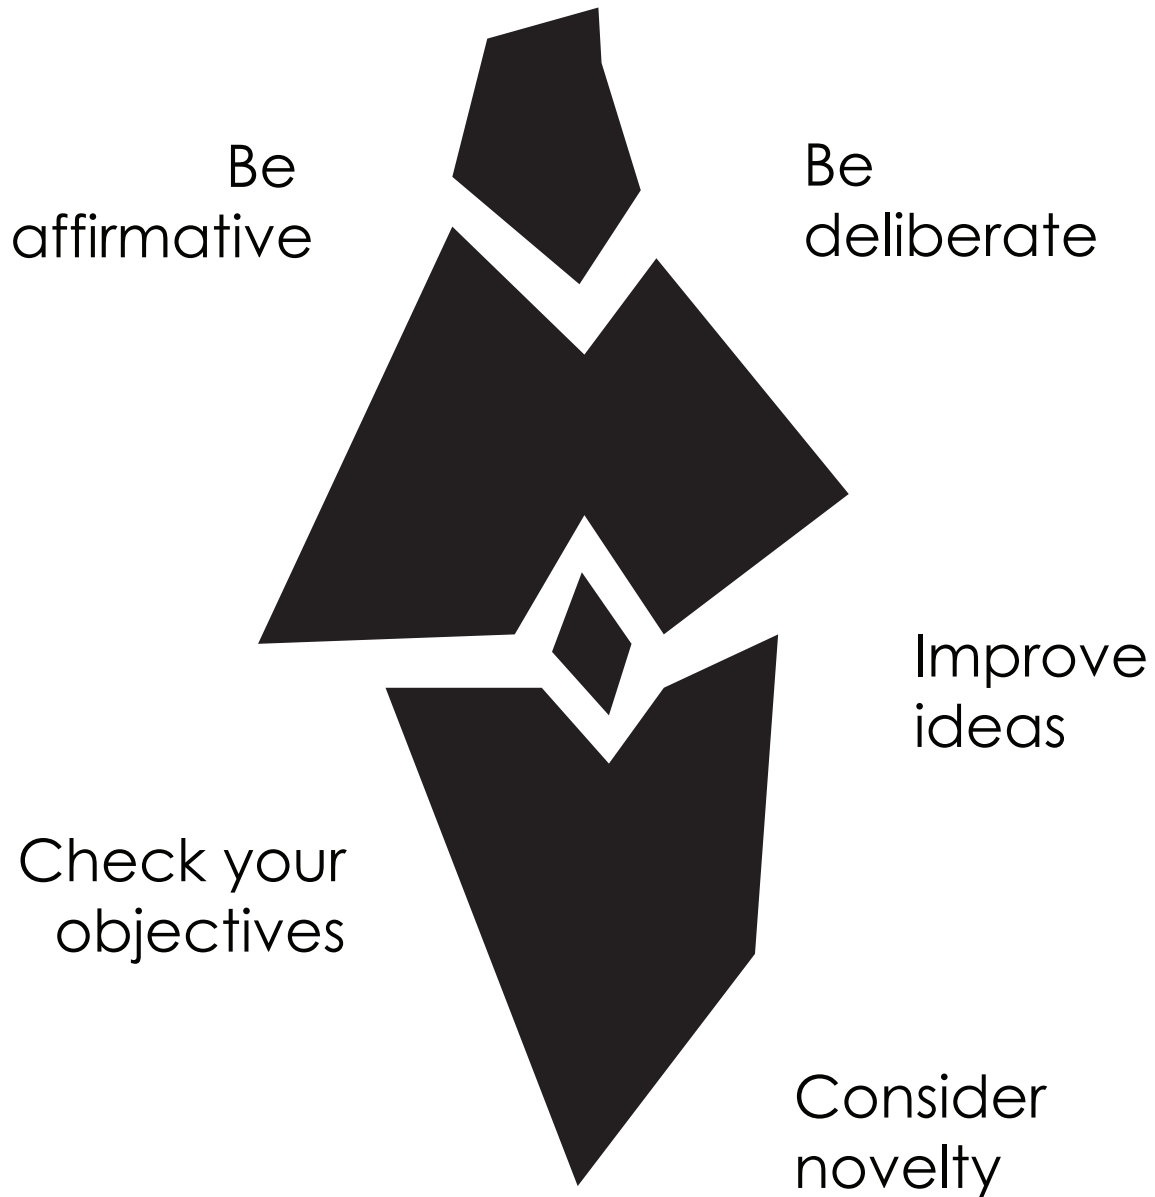 Be
affirmative
Be
deliberate
Improve
ideas
Check your
objectives
Consider
novelty